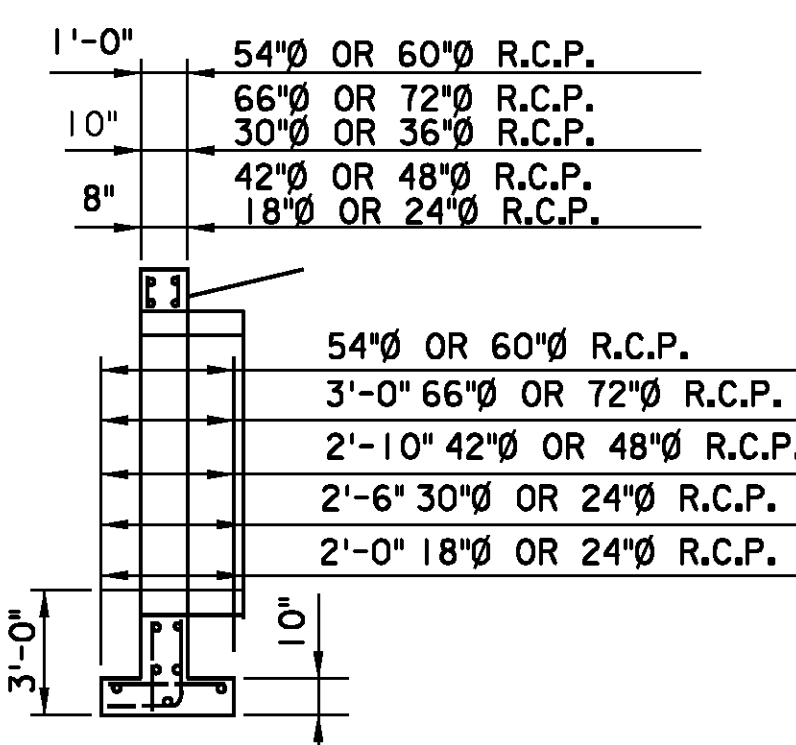 1'-0" 54"Ø OR 60"Ø R.C.P.
66"Ø OR 72"Ø R.C.P.
10" 30"Ø OR 36"Ø R.C.P.
42"Ø OR 48"Ø R.C.P.
8" 18"Ø OR 24"Ø R.C.P.
54"Ø OR 60"Ø R.C.P.
3'-0" 66"Ø OR 72"Ø R.C.P.
2'-10" 42"Ø OR 48"Ø R.C.P.
2'-6" 30"Ø OR 24"Ø R.C.P.
2'-0" 18"Ø OR 24"Ø R.C.P.
3'-0"
10"